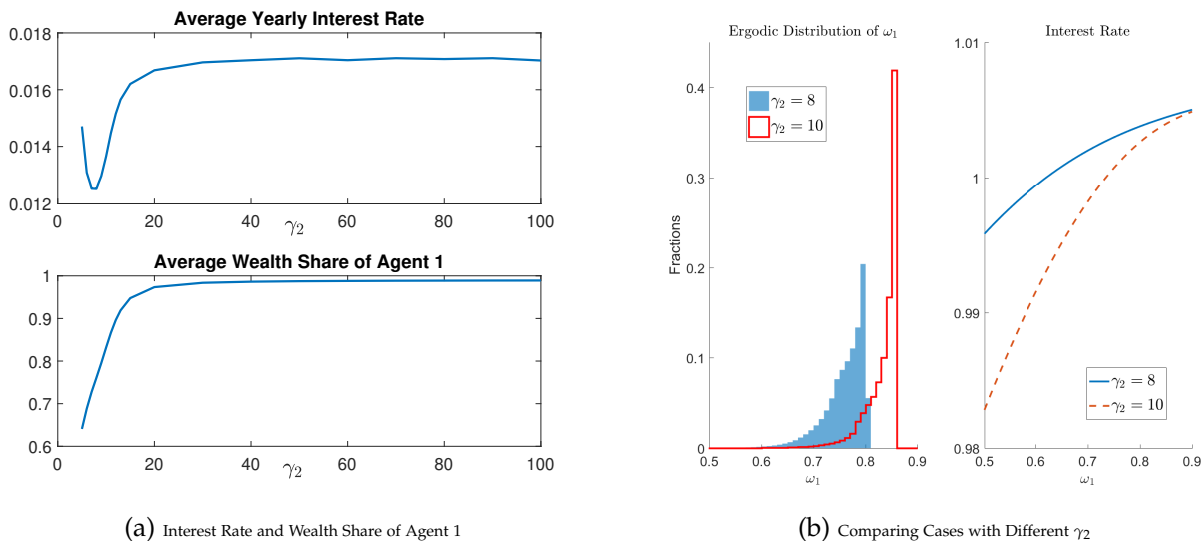 Average Yearly Interest Rate
0.018
0.016
0.014
0.012
0 20 40 60 80 100
γ₂
Average Wealth Share of Agent 1
1
0.9
0.8
0.7
0.6
0 20 40 60 80 100
γ₂
(a) Interest Rate and Wealth Share of Agent 1
Ergodic Distribution of ω₁
0.4
0.3
0.2
0.1
0
Fractions
γ₂ = 8
γ₂ = 10
0.5 0.6 0.7 0.8 0.9
ω₁
Interest Rate
1.01
1
0.99
0.98
γ₂ = 8
γ₂ = 10
0.5 0.6 0.7 0.8 0.9
ω₁
(b) Comparing Cases with Different γ₂